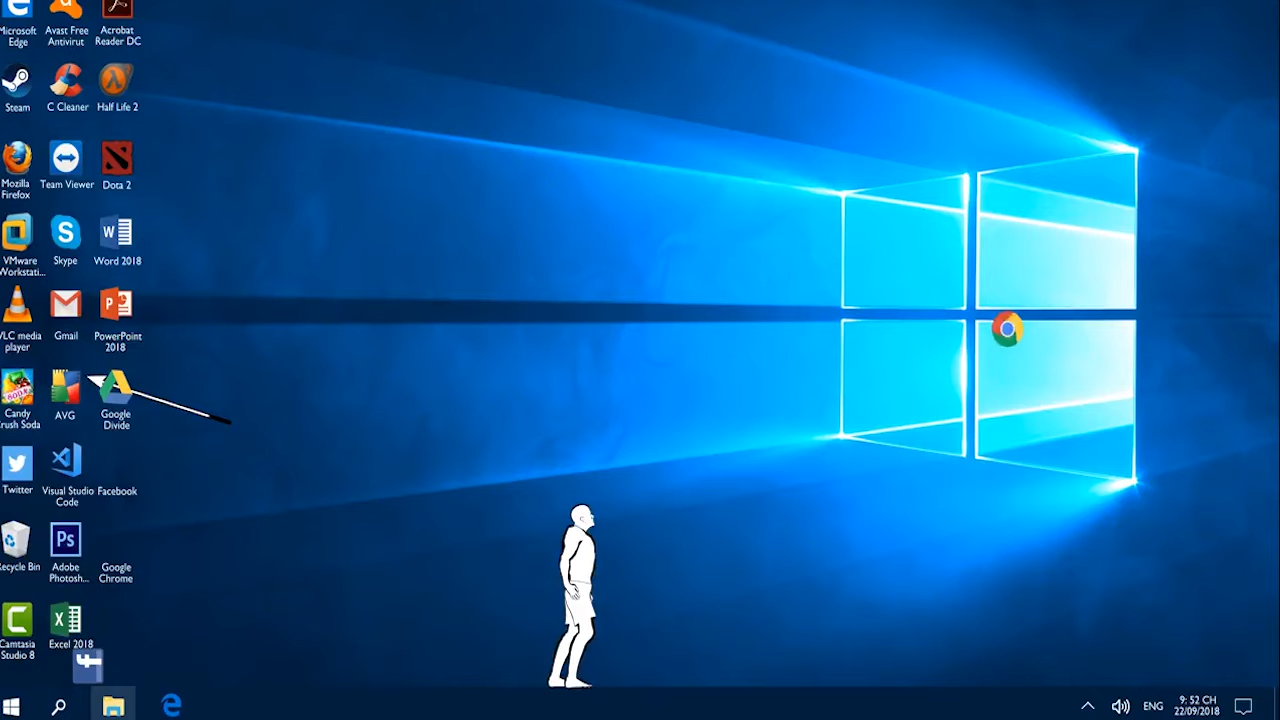 Microsoft
Edge
Avast Free
Antivirut
Acrobat
Reader DC
Steam
C Cleaner
Half Life 2
Mozilla
Firefox
Team Viewer
Dota 2
VMware
Workstati...
Skype
Word 2018
VLC media
player
Gmail
PowerPoint
2018
Candy
Crush Soda
AVG
Google
Divide
Twitter
Visual Studio
Code
Facebook
Recycle Bin
Adobe
Photosh...
Google
Chrome
Camtasia
Studio 8
Excel 2018
ENG
9: 52 CH
22/09/2018